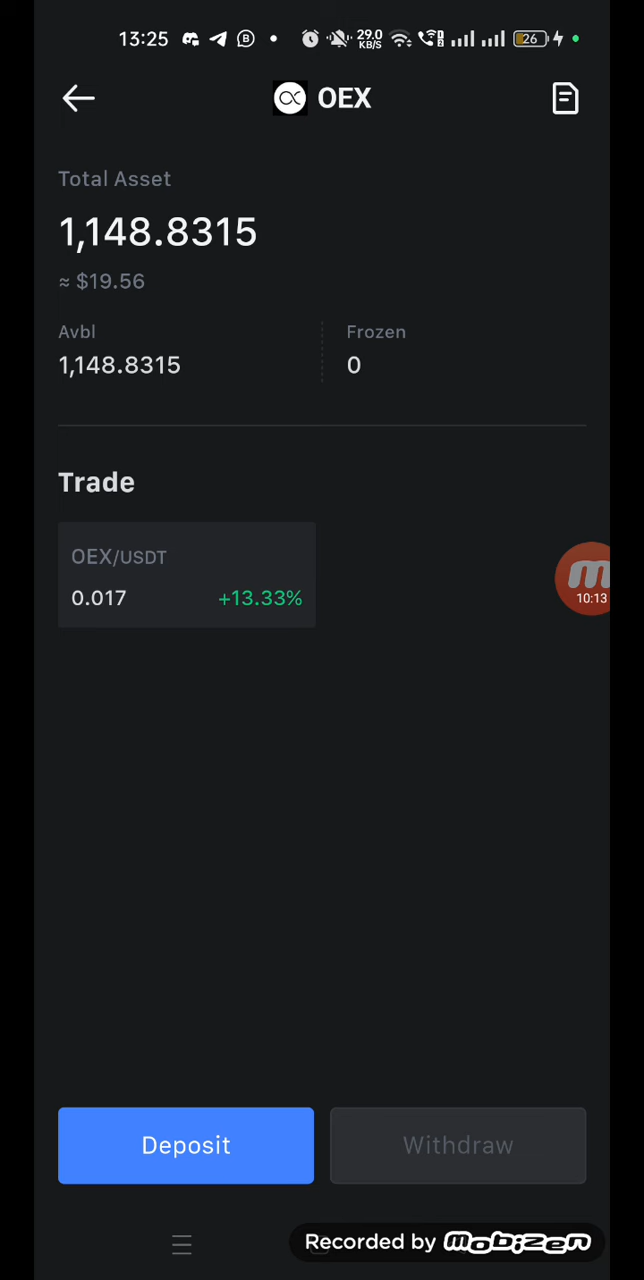 13:25 29.0 KB/S 26
OEX
Total Asset
1,148.8315
≈ $19.56
Avbl Frozen
1,148.8315 0
Trade
OEX/USDT
0.017 +13.33%
10:13
Deposit Withdraw
Recorded by mobizen